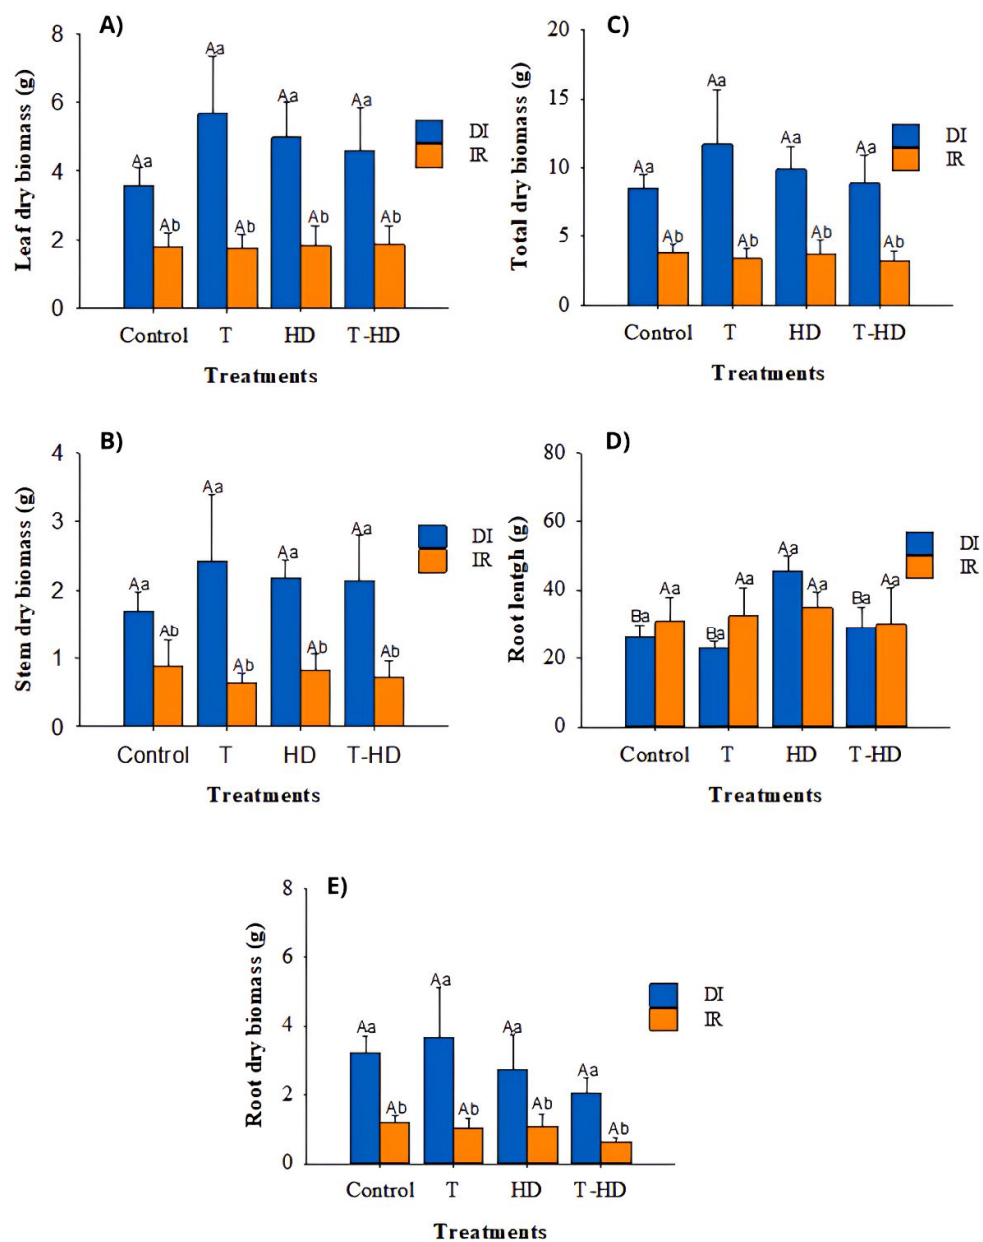 A)
8
6
4
2
0
Leaf dry biomass (g)
Aa
Ab
Aa
Ab
Aa
Ab
Aa
Ab
DI
IR
Control T HD T-HD
Treatments
C)
20
15
10
5
0
Total dry biomass (g)
Aa
Ab
Aa
Ab
Aa
Ab
Aa
Ab
DI
IR
Control T HD T-HD
Treatments
B)
4
3
2
1
0
Stem dry biomass (g)
Aa
Ab
Aa
Ab
Aa
Ab
Aa
Ab
DI
IR
Control T HD T-HD
Treatments
D)
80
60
40
20
0
Root lentgh (g)
Ba
Aa
Ba
Aa
Aa
Aa
Ba
Aa
DI
IR
Control T HD T-HD
Treatments
E)
8
6
4
2
0
Root dry biomass (g)
Aa
Ab
Aa
Ab
Aa
Ab
Aa
Ab
DI
IR
Control T HD T-HD
Treatments